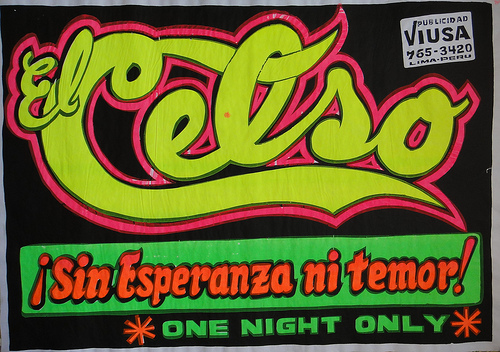 PUBLICIDAD
VIUSA
765-3420
LIMA-PERU
El Celso
¡Sin Esperanza ni temor!
ONE NIGHT ONLY